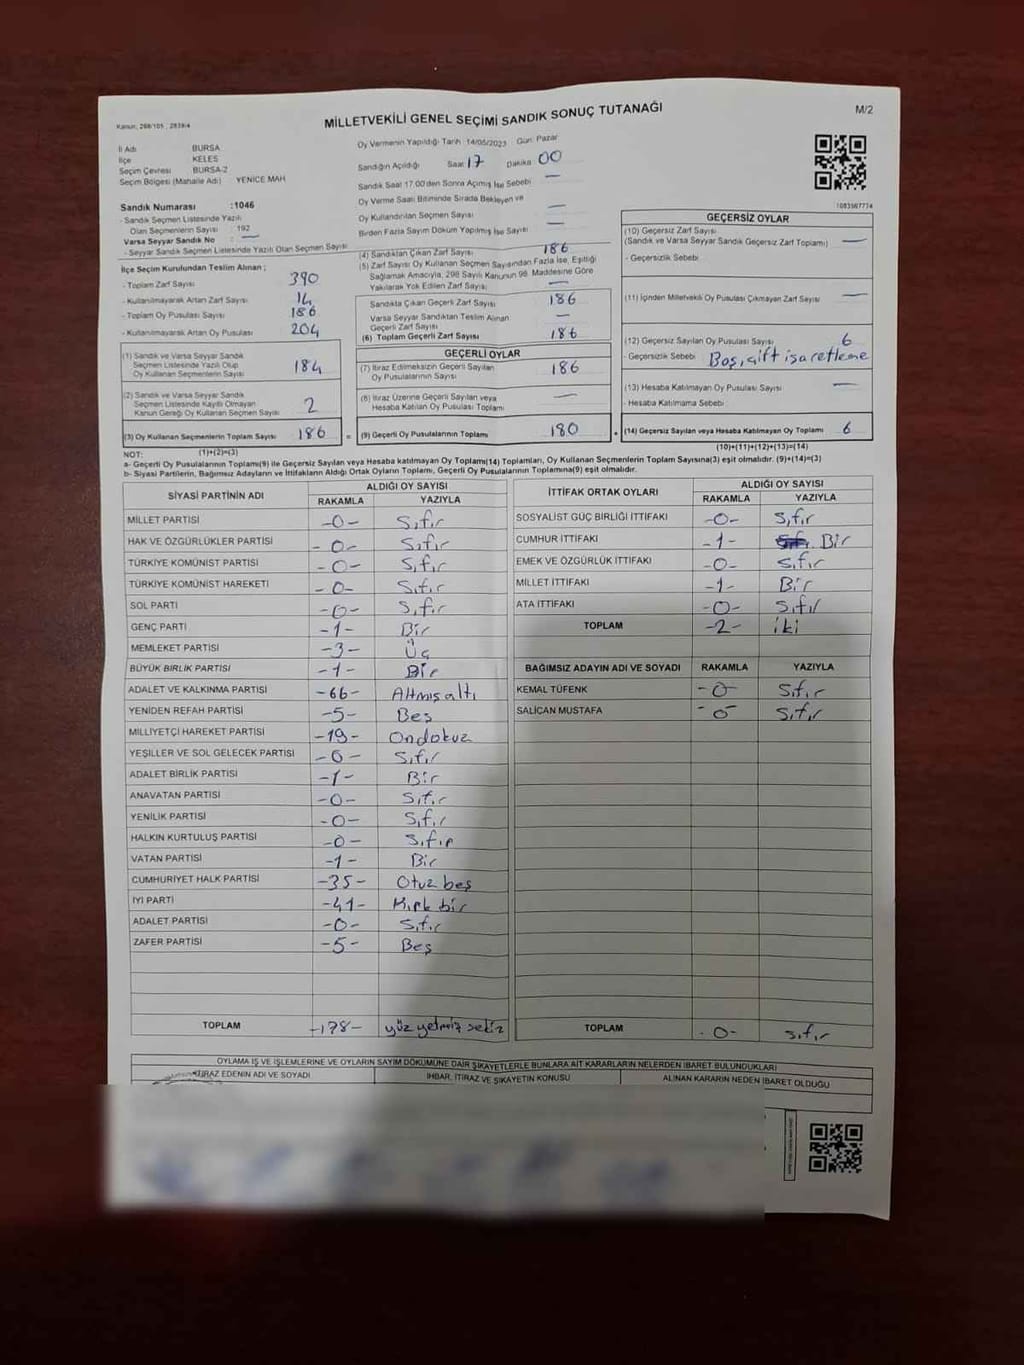 Kanun; 298/105 , 2839/4
MİLLETVEKİLİ GENEL SEÇİMİ SANDIK SONUÇ TUTANAĞI
M/2
İl Adı BURSA
İlçe KELES
Seçim Çevresi BURSA-2
Seçim Bölgesi (Mahalle Adı) YENİCE MAH
Sandık Numarası :1046
- Sandık Seçmen Listesinde Yazılı
Olan Seçmenlerin Sayısı 192
Varsa Seyyar Sandık No —
- Seyyar Sandık Seçmen Listesinde Yazılı Olan Seçmen Sayısı
Oy Vermenin Yapıldığı Tarih 14/05/2023 Gün: Pazar
Sandığın Açıldığı Saat 17 Dakika 00
Sandık Saat 17.00'den Sonra Açımış İse Sebebi —
Oy Verme Saati Bitiminde Sırada Bekleyen ve
Oy Kullandırılan Seçmen Sayısı —
Birden Fazla Sayım Döküm Yapılmış İse Sayısı —
1083987774
İlçe Seçim Kurulundan Teslim Alınan ;
- Toplam Zarf Sayısı 390
- Kullanılmayarak Artan Zarf Sayısı 14
- Toplam Oy Pusulası Sayısı 186
- Kullanılmayarak Artan Oy Pusulası 204
(4) Sandıktan Çıkan Zarf Sayısı 186
(5) Zarf Sayısı Oy Kullanan Seçmen Sayısından Fazla İse, Eşitliği
Sağlamak Amacıyla, 298 Sayılı Kanunun 98. Maddesine Göre
Yakılarak Yok Edilen Zarf Sayısı —
Sandıkta Çıkan Geçerli Zarf Sayısı 186
Varsa Seyyar Sandıktan Teslim Alınan
Geçerli Zarf Sayısı —
(6) Toplam Geçerli Zarf Sayısı 186
GEÇERSİZ OYLAR
(10) Geçersiz Zarf Sayısı
(Sandık ve Varsa Seyyar Sandık Geçersiz Zarf Toplamı) —
- Geçersizlik Sebebi
(11) İçinden Milletvekili Oy Pusulası Çıkmayan Zarf Sayısı —
(12) Geçersiz Sayılan Oy Pusulası Sayısı 6
- Geçersizlik Sebebi Boş, çift işaretleme
(13) Hesaba Katılmayan Oy Pusulası Sayısı —
- Hesaba Katılmama Sebebi
(1) Sandık ve Varsa Seyyar Sandık
Seçmen Listesinde Yazılı Olup
Oy Kullanan Seçmenlerin Sayısı 184
(2) Sandık ve Varsa Seyyar Sandık
Seçmen Listesinde Kayıtlı Olmayan
Kanun Gereği Oy Kullanan Seçmen Sayısı 2
GEÇERLİ OYLAR
(7) İtiraz Edilmeksizin Geçerli Sayılan
Oy Pusulalarının Sayısı 186
(8) İtiraz Üzerine Geçerli Sayılan veya
Hesaba Katılan Oy Pusulası Toplamı —
(3) Oy Kullanan Seçmenlerin Toplam Sayısı 186 = (9) Geçerli Oy Pusulalarının Toplamı 180 + (14) Geçersiz Sayılan veya Hesaba Katılmayan Oy Toplamı 6
(1)+(2)=(3)
(10)+(11)+(12)+(13)=(14)
NOT:
a- Geçerli Oy Pusulalarının Toplamı(9) ile Geçersiz Sayılan veya Hesaba katılmayan Oy Toplamı(14) Toplamları, Oy Kullanan Seçmenlerin Toplam Sayısına(3) eşit olmalıdır. (9)+(14)=(3)
b- Siyasi Partilerin, Bağımsız Adayların ve İttifakların Aldığı Ortak Oyların Toplamı, Geçerli Oy Pusulalarının Toplamına(9) eşit olmalıdır.
SİYASİ PARTİNİN ADI ALDIĞI OY SAYISI
RAKAMLA YAZIYLA
MİLLET PARTİSİ -0- Sıfır
HAK VE ÖZGÜRLÜKLER PARTİSİ -0- Sıfır
TÜRKİYE KOMÜNİST PARTİSİ -0- Sıfır
TÜRKİYE KOMÜNİST HAREKETİ -0- Sıfır
SOL PARTİ -0- Sıfır
GENÇ PARTİ -1- Bir
MEMLEKET PARTİSİ -3- Üç
BÜYÜK BİRLİK PARTİSİ -1- Bir
ADALET VE KALKINMA PARTİSİ -66- Altmışaltı
YENİDEN REFAH PARTİSİ -5- Beş
MİLLİYETÇİ HAREKET PARTİSİ -19- Ondokuz
YEŞİLLER VE SOL GELECEK PARTİSİ -0- Sıfır
ADALET BİRLİK PARTİSİ -1- Bir
ANAVATAN PARTİSİ -0- Sıfır
YENİLİK PARTİSİ -0- Sıfır
HALKIN KURTULUŞ PARTİSİ -0- Sıfır
VATAN PARTİSİ -1- Bir
CUMHURİYET HALK PARTİSİ -35- Otuz beş
İYİ PARTİ -41- Kırk bir
ADALET PARTİSİ -0- Sıfır
ZAFER PARTİSİ -5- Beş
TOPLAM -178- yüz yetmiş sekiz
İTTİFAK ORTAK OYLARI ALDIĞI OY SAYISI
RAKAMLA YAZIYLA
SOSYALİST GÜÇ BİRLİĞİ İTTİFAKI -0- Sıfır
CUMHUR İTTİFAKI -1- Bir
EMEK VE ÖZGÜRLÜK İTTİFAKI -0- Sıfır
MİLLET İTTİFAKI -1- Bir
ATA İTTİFAKI -0- Sıfır
TOPLAM -2- iki
BAĞIMSIZ ADAYIN ADI VE SOYADI RAKAMLA YAZIYLA
KEMAL TÜFENK -0- Sıfır
SALİCAN MUSTAFA -0- Sıfır
TOPLAM -0- sıfır
OYLAMA İŞ VE İŞLEMLERİNE VE OYLARIN SAYIM DÖKÜMÜNE DAİR ŞİKAYETLERLE BUNLARA AİT KARARLARIN NELERDEN İBARET BULUNDUKLARI
İTİRAZ EDENİN ADI VE SOYADI İHBAR, İTİRAZ VE ŞİKAYETİN KONUSU ALINAN KARARIN NEDEN İBARET OLDUĞU